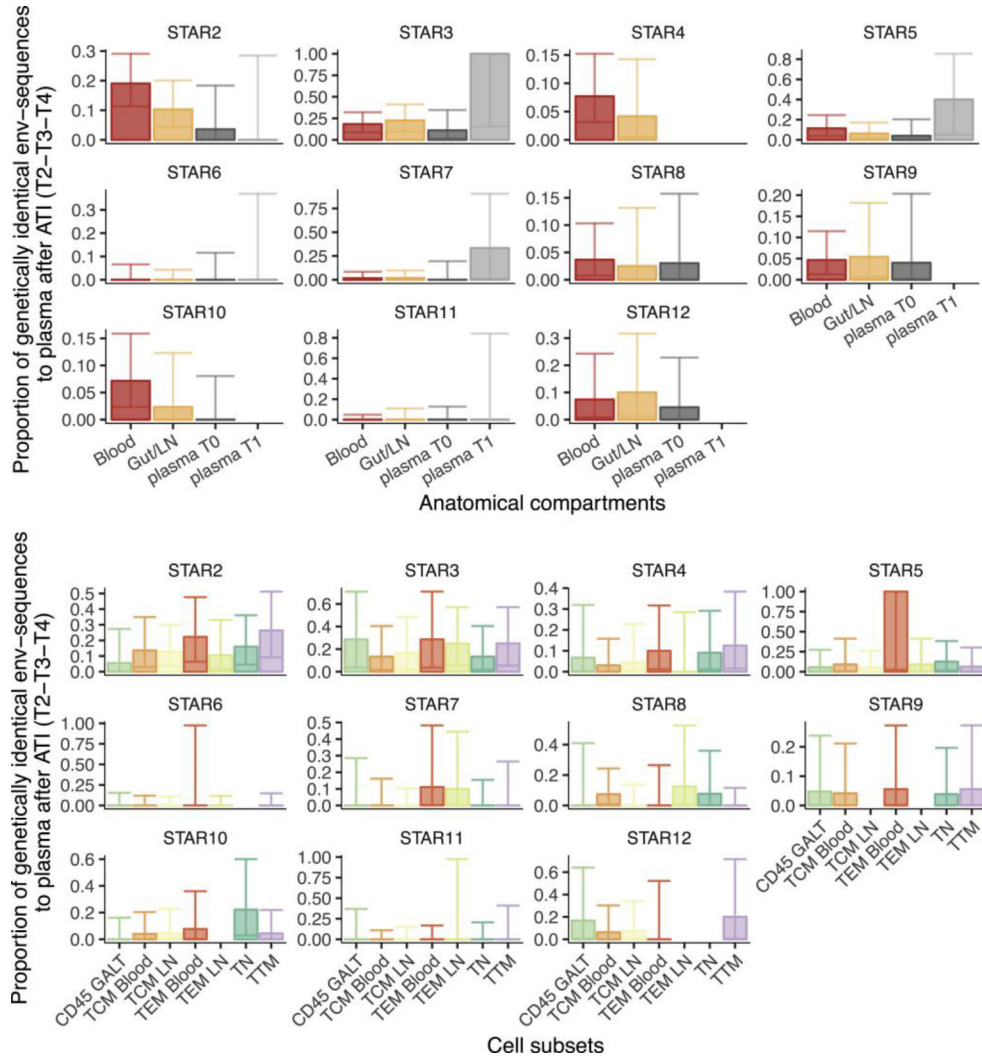 Proportion of genetically identical env−sequences
to plasma after ATI (T2−T3−T4)
STAR2
0.3
0.2
0.1
0.0
STAR3
1.00
0.75
0.50
0.25
0.00
STAR4
0.15
0.10
0.05
0.00
STAR5
0.8
0.6
0.4
0.2
0.0
STAR6
0.3
0.2
0.1
0.0
STAR7
0.75
0.50
0.25
0.00
STAR8
0.15
0.10
0.05
0.00
STAR9
0.20
0.15
0.10
0.05
0.00
Blood
Gut/LN
plasma T0
plasma T1
STAR10
0.15
0.10
0.05
0.00
Blood
Gut/LN
plasma T0
plasma T1
STAR11
0.8
0.6
0.4
0.2
0.0
Blood
Gut/LN
plasma T0
plasma T1
STAR12
0.3
0.2
0.1
0.0
Blood
Gut/LN
plasma T0
plasma T1
Anatomical compartments
Proportion of genetically identical env−sequences
to plasma after ATI (T2−T3−T4)
STAR2
0.5
0.4
0.3
0.2
0.1
0.0
STAR3
0.6
0.4
0.2
0.0
STAR4
0.4
0.3
0.2
0.1
0.0
STAR5
1.00
0.75
0.50
0.25
0.00
STAR6
1.00
0.75
0.50
0.25
0.00
STAR7
0.5
0.4
0.3
0.2
0.1
0.0
STAR8
0.4
0.2
0.0
STAR9
0.2
0.1
0.0
CD45 GALT
TCM Blood
TCM LN
TEM Blood
TEM LN
TN
TTM
STAR10
0.6
0.4
0.2
0.0
CD45 GALT
TCM Blood
TCM LN
TEM Blood
TEM LN
TN
TTM
STAR11
1.00
0.75
0.50
0.25
0.00
CD45 GALT
TCM Blood
TCM LN
TEM Blood
TEM LN
TN
TTM
STAR12
0.6
0.4
0.2
0.0
CD45 GALT
TCM Blood
TCM LN
TEM Blood
TEM LN
TN
TTM
Cell subsets